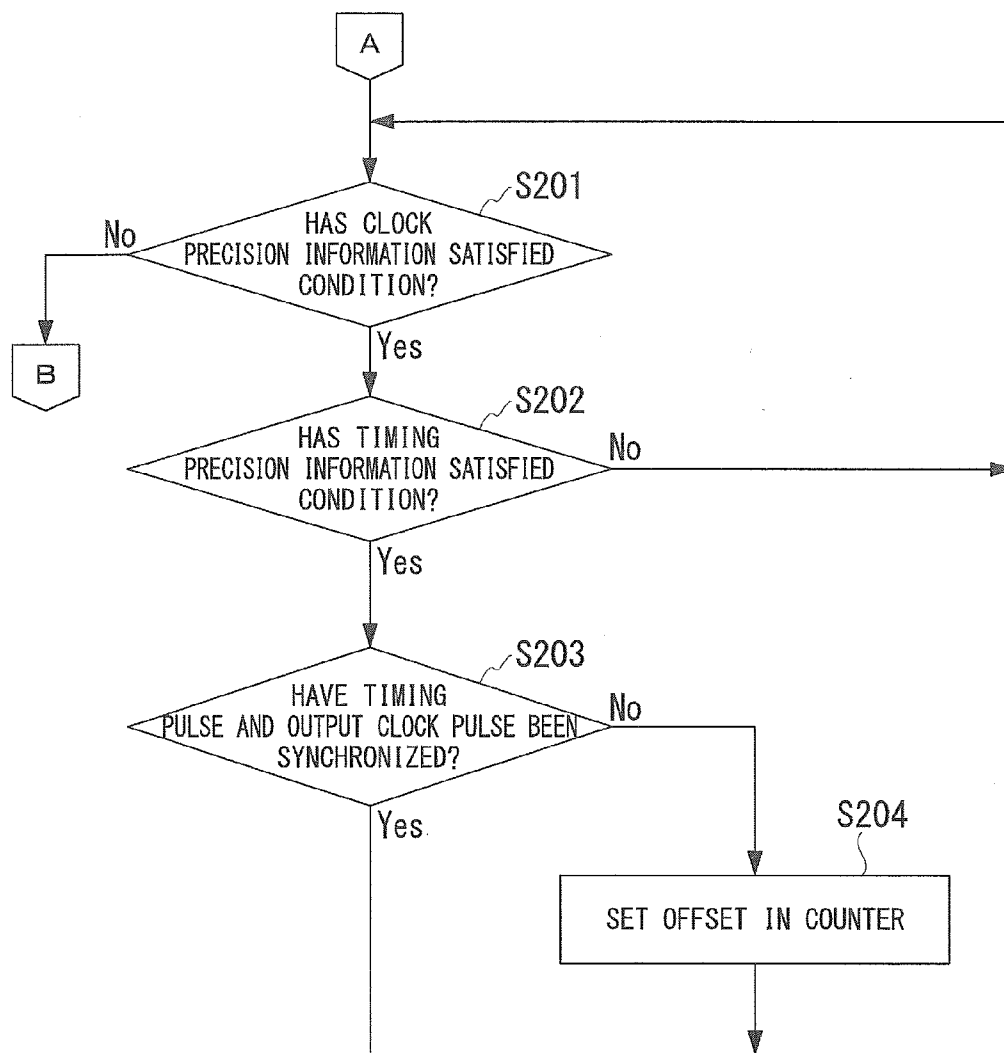 A
S201
HAS CLOCK
PRECISION INFORMATION SATISFIED
CONDITION?
No
Yes
B
S202
HAS TIMING
PRECISION INFORMATION SATISFIED
CONDITION?
No
Yes
S203
HAVE TIMING
PULSE AND OUTPUT CLOCK PULSE BEEN
SYNCHRONIZED?
No
Yes
S204
SET OFFSET IN COUNTER